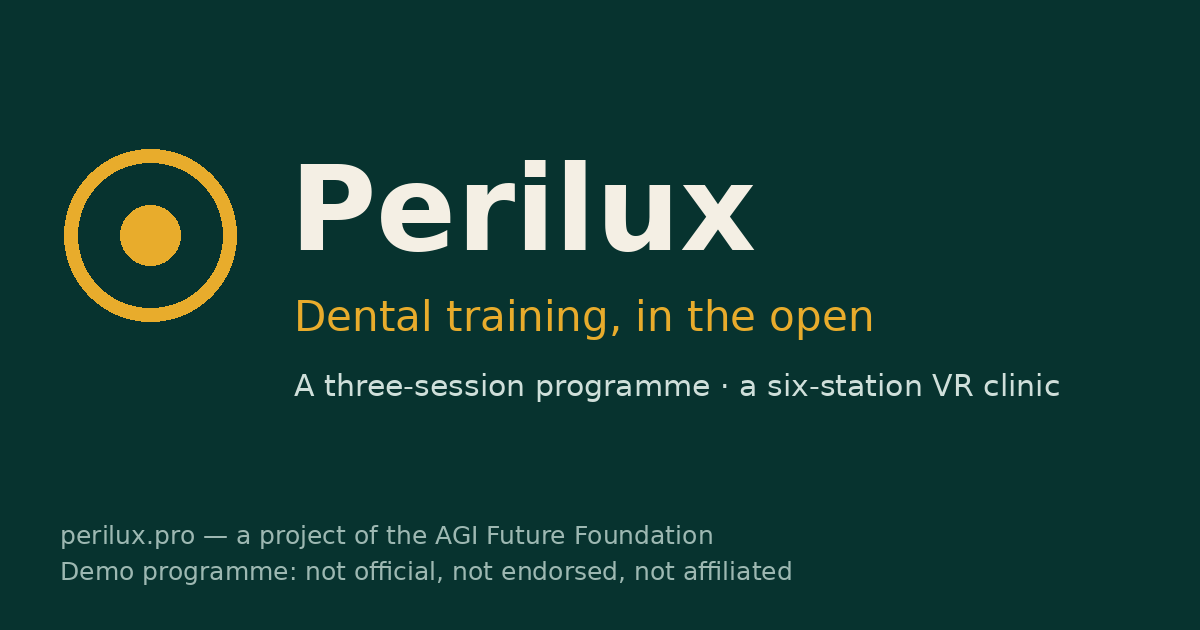 Perilux
Dental training, in the open
A three-session programme · a six-station VR clinic
perilux.pro — a project of the AGI Future Foundation
Demo programme: not official, not endorsed, not affiliated